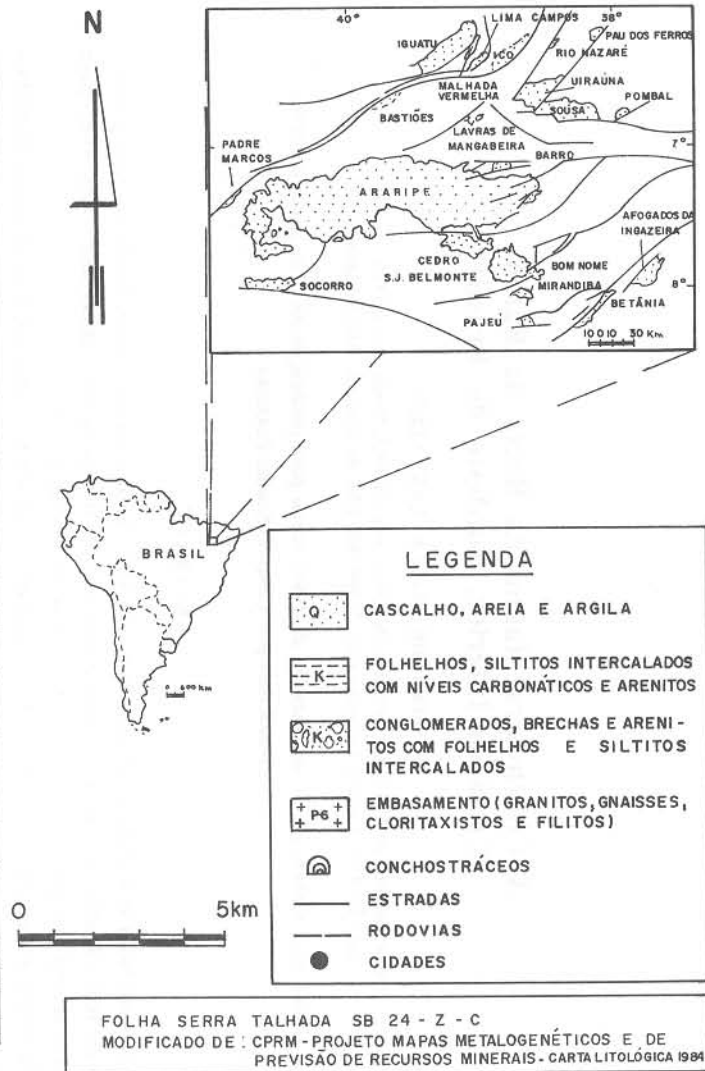 N
40°
38°
LIMA CAMPOS
IGUATU
ICÓ
PAU DOS FERROS
RIO NAZARÉ
UIRAÚNA
MALHADA
VERMELHA
SOUSA
POMBAL
BASTIÕES
LAVRAS DE
MANGABEIRA
PADRE
MARCOS
7°
BARRO
ARARIPE
AFOGADOS DA
INGAZEIRA
CEDRO
S.J. BELMONTE
BOM NOME
SOCORRO
MIRANDIBA
8°
BETÂNIA
PAJEÚ
10 0 10 30 Km
BRASIL
LEGENDA
Q CASCALHO, AREIA E ARGILA
K FOLHELHOS, SILTITOS INTERCALADOS
COM NÍVEIS CARBONÁTICOS E ARENITOS
K CONGLOMERADOS, BRECHAS E ARENI-
TOS COM FOLHELHOS E SILTITOS
INTERCALADOS
P6 EMBASAMENTO (GRANITOS, GNAISSES,
CLORITAXISTOS E FILITOS)
CONCHOSTRÁCEOS
ESTRADAS
RODOVIAS
CIDADES
0 5km
FOLHA SERRA TALHADA SB 24 - Z - C
MODIFICADO DE: CPRM - PROJETO MAPAS METALOGENÉTICOS E DE
PREVISÃO DE RECURSOS MINERAIS - CARTA LITOLÓGICA 1984